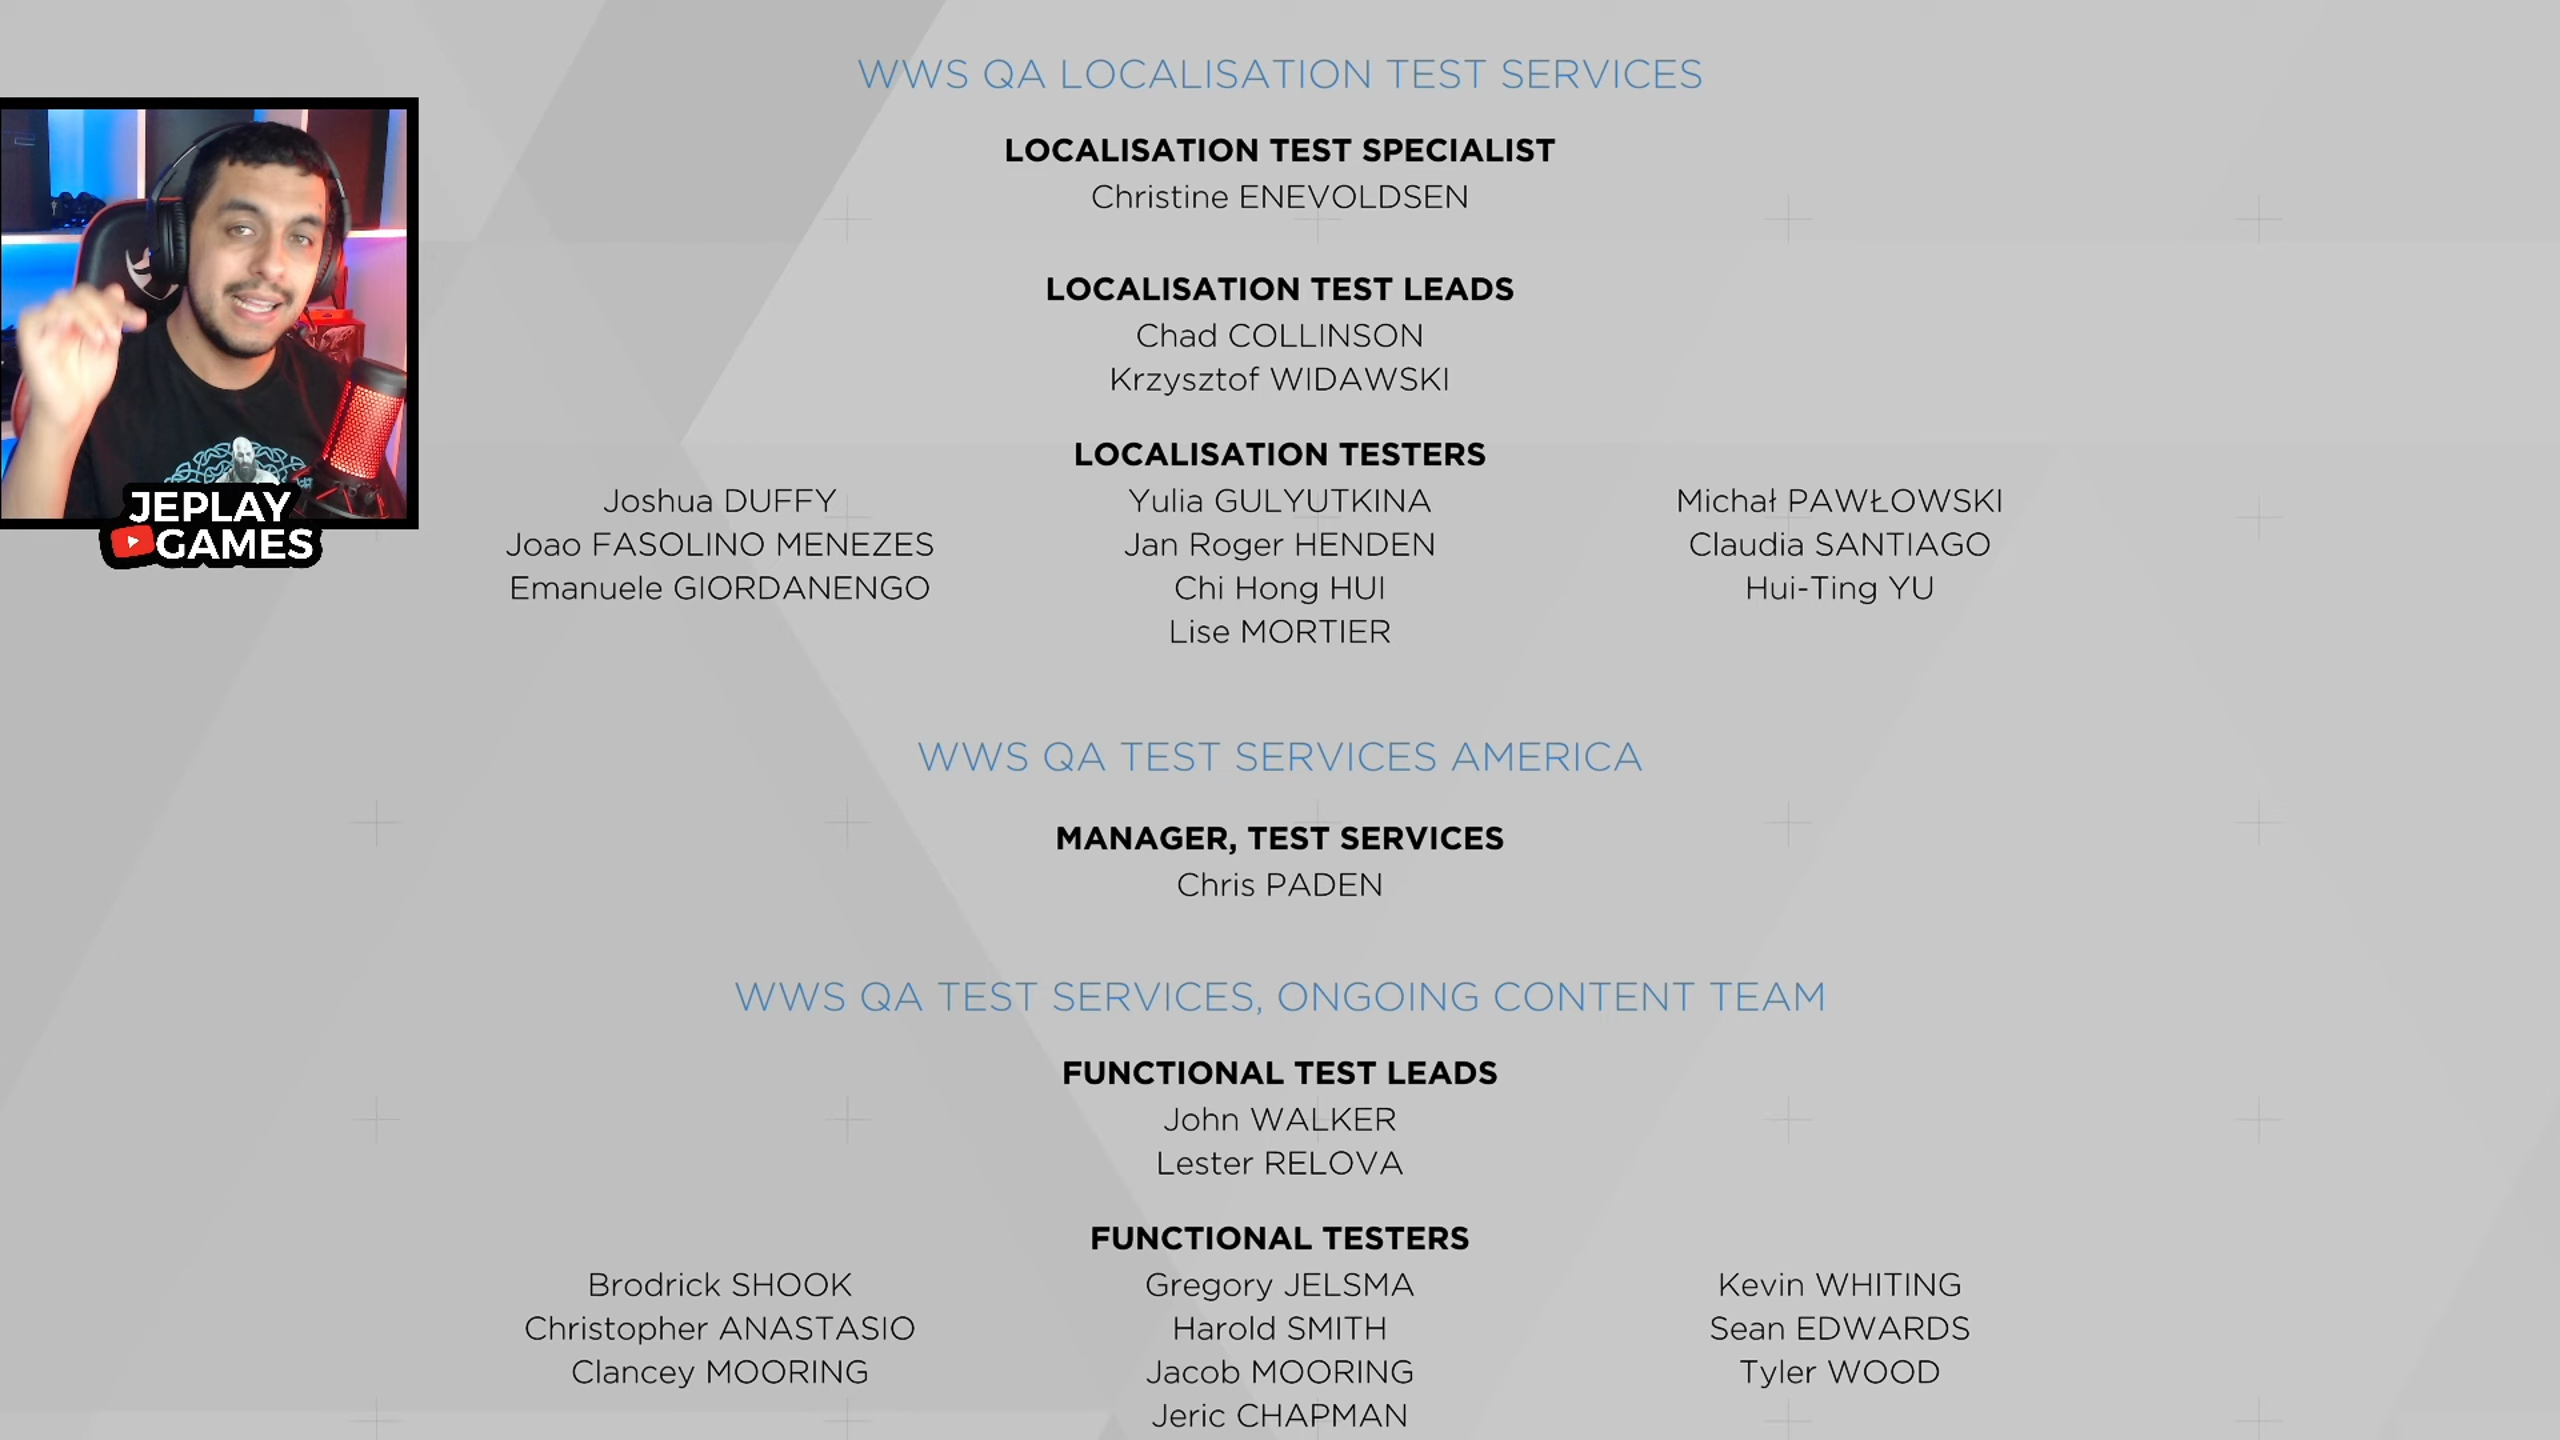 WWS QA LOCALISATION TEST SERVICES
LOCALISATION TEST SPECIALIST
Christine ENEVOLDSEN
LOCALISATION TEST LEADS
Chad COLLINSON
Krzysztof WIDAWSKI
LOCALISATION TESTERS
Joshua DUFFY
Joao FASOLINO MENEZES
Emanuele GIORDANENGO
Yulia GULYUTKINA
Jan Roger HENDEN
Chi Hong HUI
Lise MORTIER
Michał PAWŁOWSKI
Claudia SANTIAGO
Hui-Ting YU
JEPLAY
GAMES
WWS QA TEST SERVICES AMERICA
MANAGER, TEST SERVICES
Chris PADEN
WWS QA TEST SERVICES, ONGOING CONTENT TEAM
FUNCTIONAL TEST LEADS
John WALKER
Lester RELOVA
FUNCTIONAL TESTERS
Brodrick SHOOK
Christopher ANASTASIO
Clancey MOORING
Gregory JELSMA
Harold SMITH
Jacob MOORING
Jeric CHAPMAN
Kevin WHITING
Sean EDWARDS
Tyler WOOD